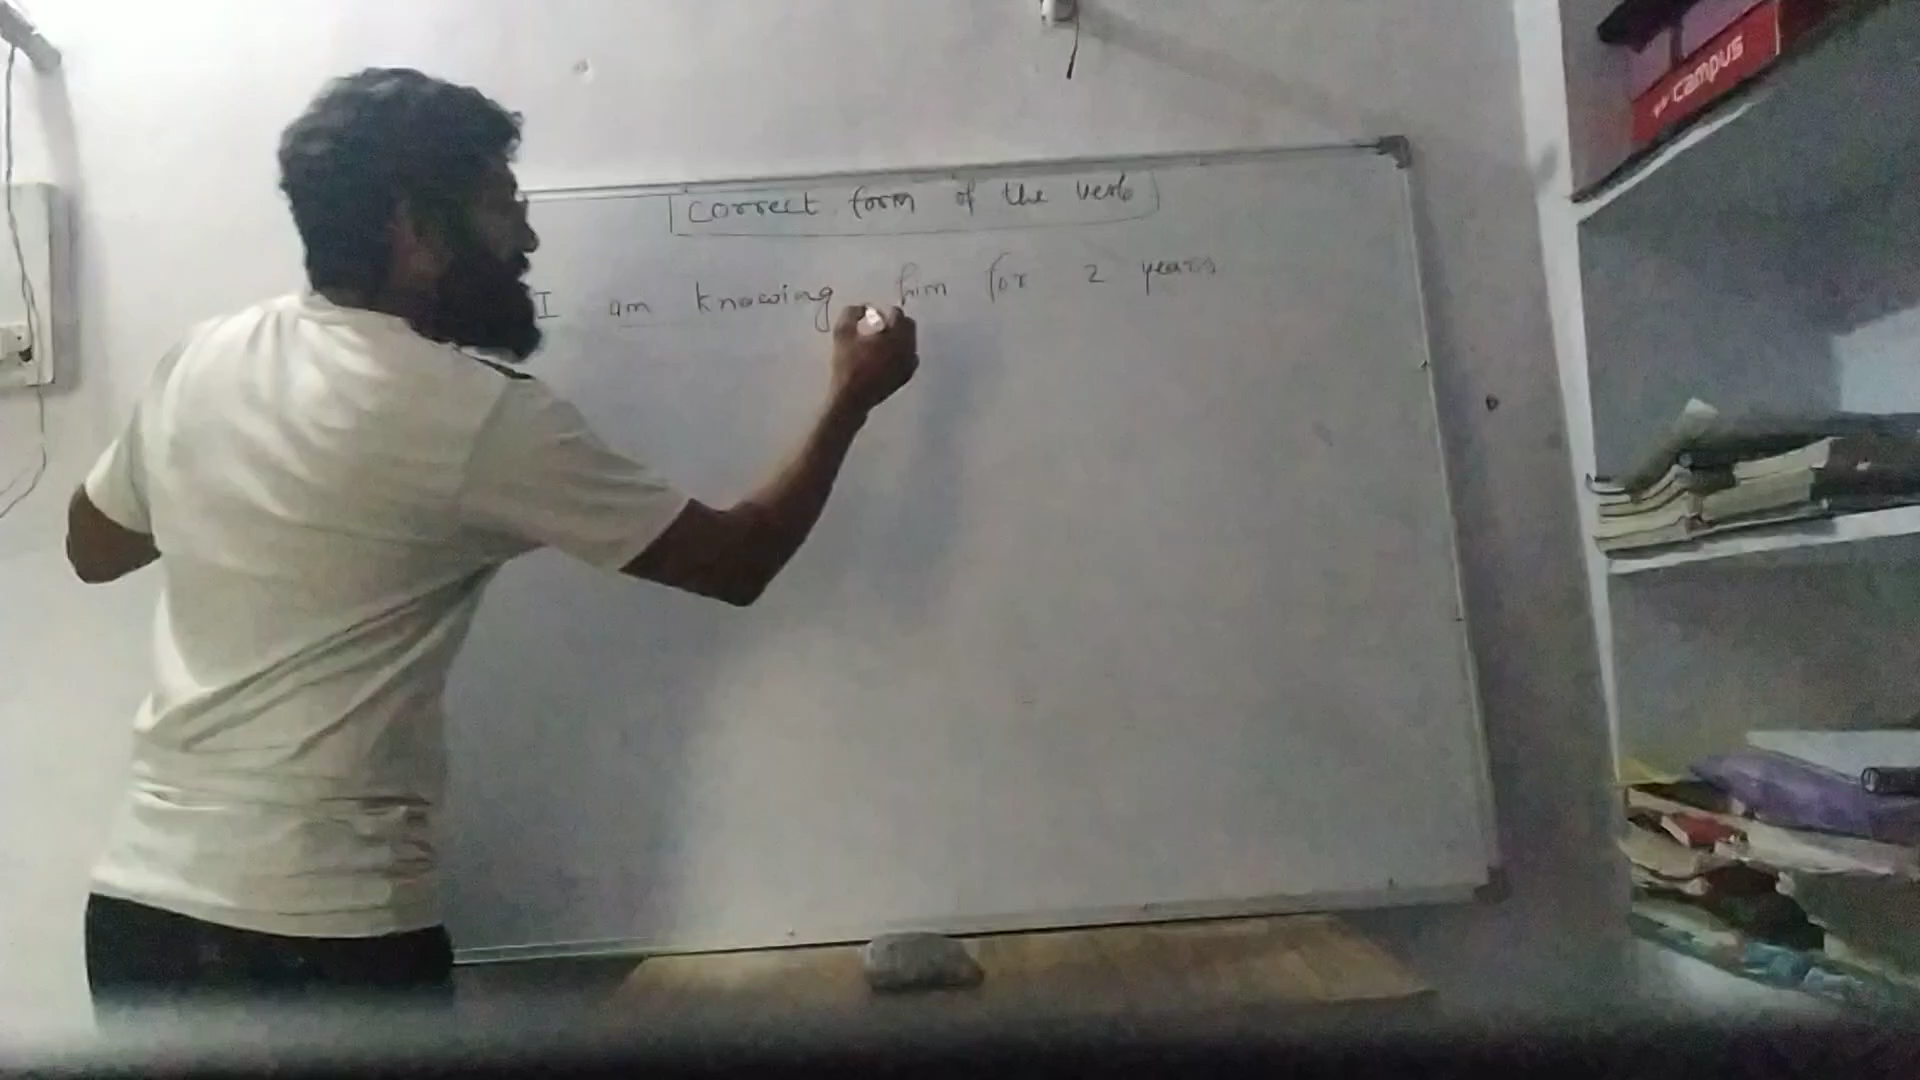 correct form of the verb
I am knowing him for 2 years
campus